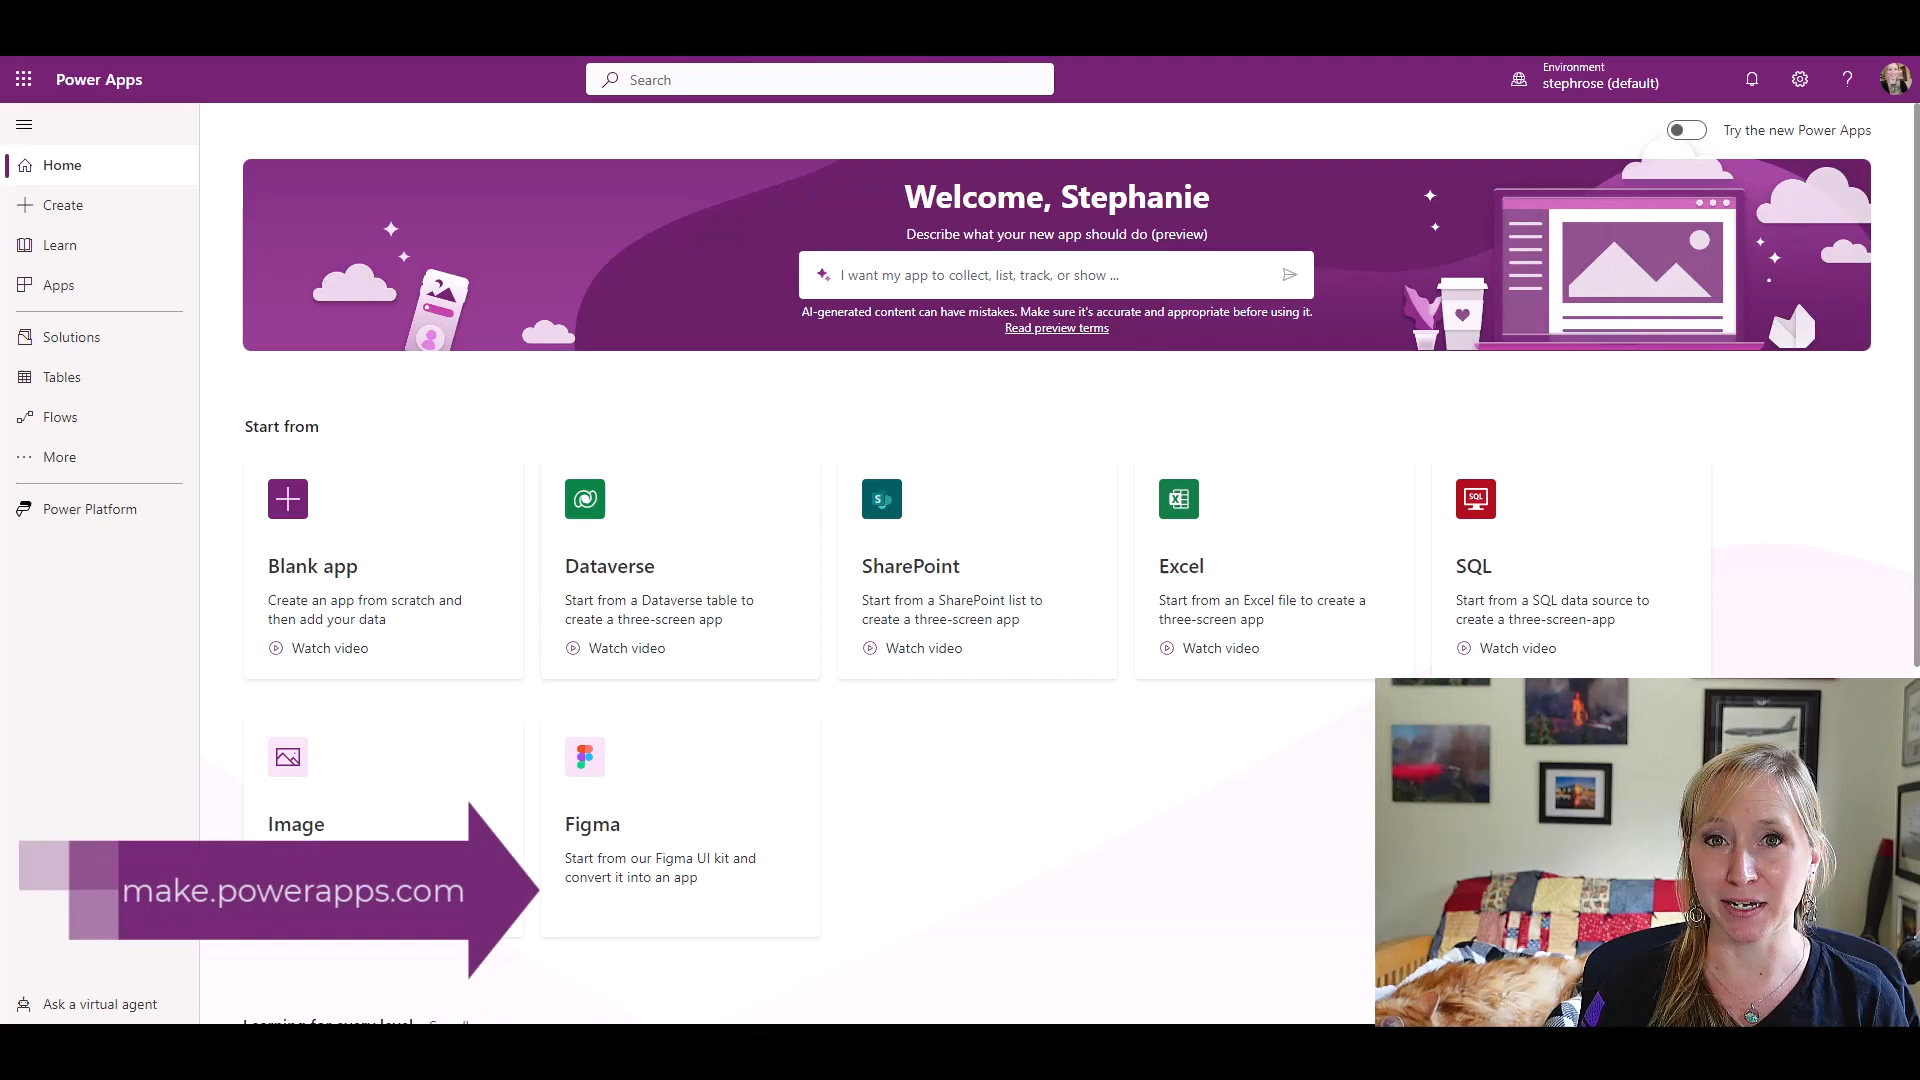 Power Apps
Search
Environment
stephrose (default)
Try the new Power Apps
Home
Create
Learn
Apps
Solutions
Tables
Flows
More
Power Platform
Ask a virtual agent
Welcome, Stephanie
Describe what your new app should do (preview)
I want my app to collect, list, track, or show ...
AI-generated content can have mistakes. Make sure it's accurate and appropriate before using it.
Read preview terms
Start from
Blank app
Create an app from scratch and
then add your data
Watch video
Dataverse
Start from a Dataverse table to
create a three-screen app
Watch video
SharePoint
Start from a SharePoint list to
create a three-screen app
Watch video
Excel
Start from an Excel file to create a
three-screen app
Watch video
SQL
Start from a SQL data source to
create a three-screen-app
Watch video
Image
Figma
Start from our Figma UI kit and
convert it into an app
make.powerapps.com
Learning for every level